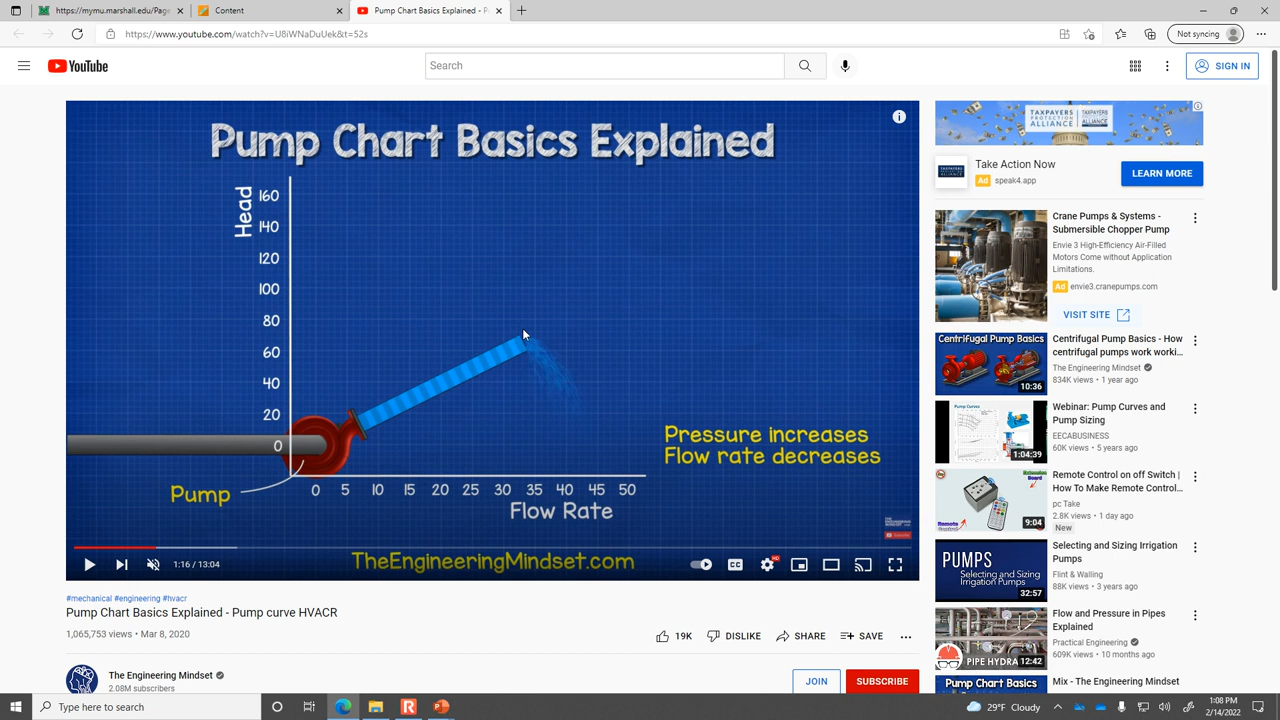 https://mymu.marshall.edu/Page
Content
Pump Chart Basics Explained - P
https://www.youtube.com/watch?v=U8iWNaDuUek&t=52s
Not syncing
YouTube
Search
SIGN IN
Pump Chart Basics Explained
Head
160
140
120
100
80
60
40
20
0
Pump
0 5 10 15 20 25 30 35 40 45 50
Flow Rate
Pressure increases
Flow rate decreases
TheEngineeringMindset.com
1:16 / 13:04
CC
HD
#mechanical #engineering #hvacr
Pump Chart Basics Explained - Pump curve HVACR
1,065,753 views • Mar 8, 2020
19K DISLIKE SHARE SAVE
The Engineering Mindset
2.08M subscribers
JOIN
SUBSCRIBE
TAXPAYERS PROTECTION ALLIANCE
TAXPAYERS PROTECTION ALLIANCE
Take Action Now
Ad speak4.app
LEARN MORE
Crane Pumps & Systems -
Submersible Chopper Pump
Envie 3 High-Efficiency Air-Filled
Motors Come without Application
Limitations.
Ad envie3.cranepumps.com
VISIT SITE
Centrifugal Pump Basics
10:36
Centrifugal Pump Basics - How
centrifugal pumps work worki...
The Engineering Mindset
834K views • 1 year ago
Pump Curves
1:04:39
Webinar: Pump Curves and
Pump Sizing
EECABUSINESS
60K views • 5 years ago
Extension
Board
Remote
9:04
Remote Control on off Switch |
How To Make Remote Control...
pc Take
2.8K views • 1 day ago
New
PUMPS
Selecting and Sizing
Irrigation Pumps
32:57
Selecting and Sizing Irrigation
Pumps
Flint & Walling
88K views • 3 years ago
PIPE HYDRA
12:42
Flow and Pressure in Pipes
Explained
Practical Engineering
609K views • 10 months ago
Pump Chart Basics
Mix - The Engineering Mindset
Type here to search
29°F Cloudy
1:08 PM
2/14/2022